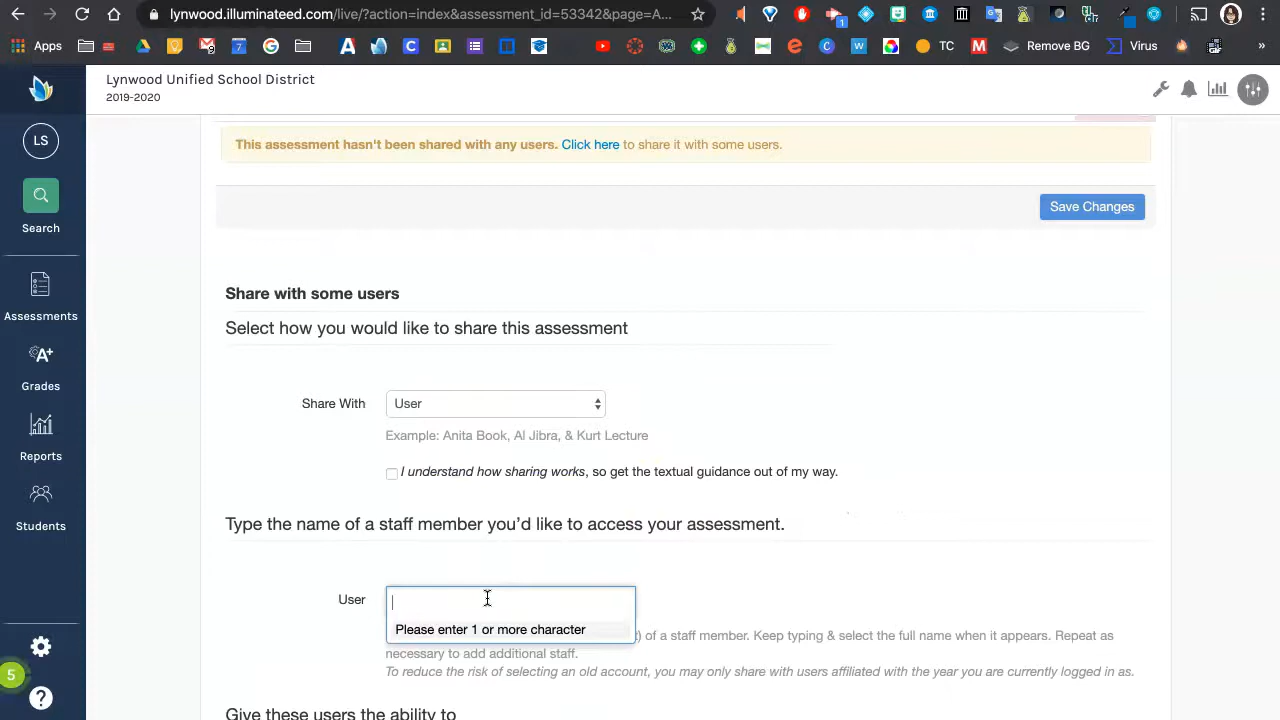 lynwood.illuminateed.com/live/?action=index&assessment_id=53342&page=A...
1
Apps
TC
Remove BG
Virus
»
Lynwood Unified School District
2019-2020
LS
Search
Assessments
Grades
Reports
Students
5
This assessment hasn't been shared with any users. Click here to share it with some users.
Save Changes
Share with some users
Select how you would like to share this assessment
Share With
User
Example: Anita Book, Al Jibra, & Kurt Lecture
I understand how sharing works, so get the textual guidance out of my way.
Type the name of a staff member you'd like to access your assessment.
User
Please enter 1 or more character
) of a staff member. Keep typing & select the full name when it appears. Repeat as
necessary to add additional staff.
To reduce the risk of selecting an old account, you may only share with users affiliated with the year you are currently logged in as.
Give these users the ability to